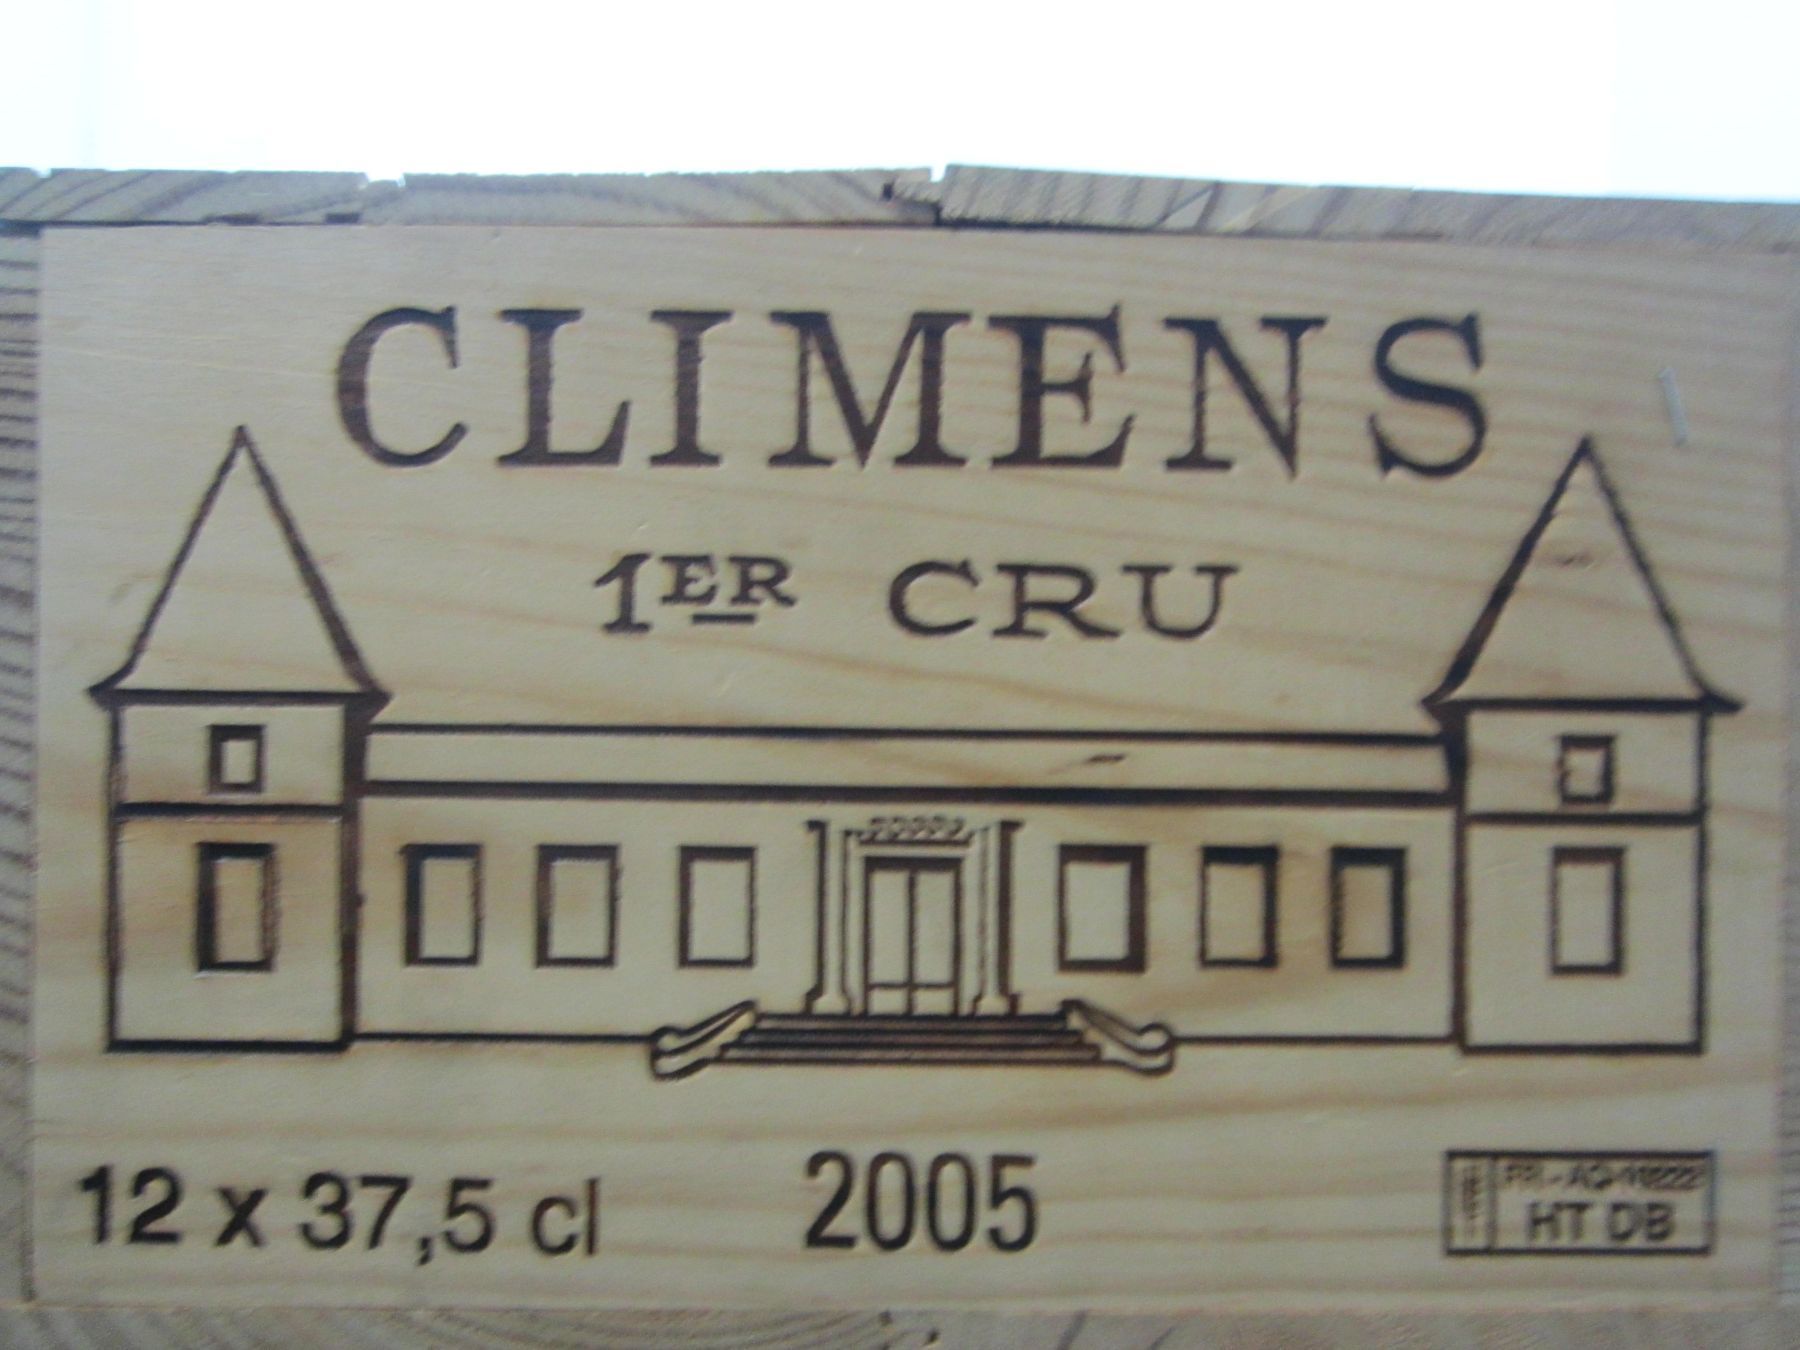 CLIMENS
1ER CRU
12 x 37,5 cl
2005
HT DB